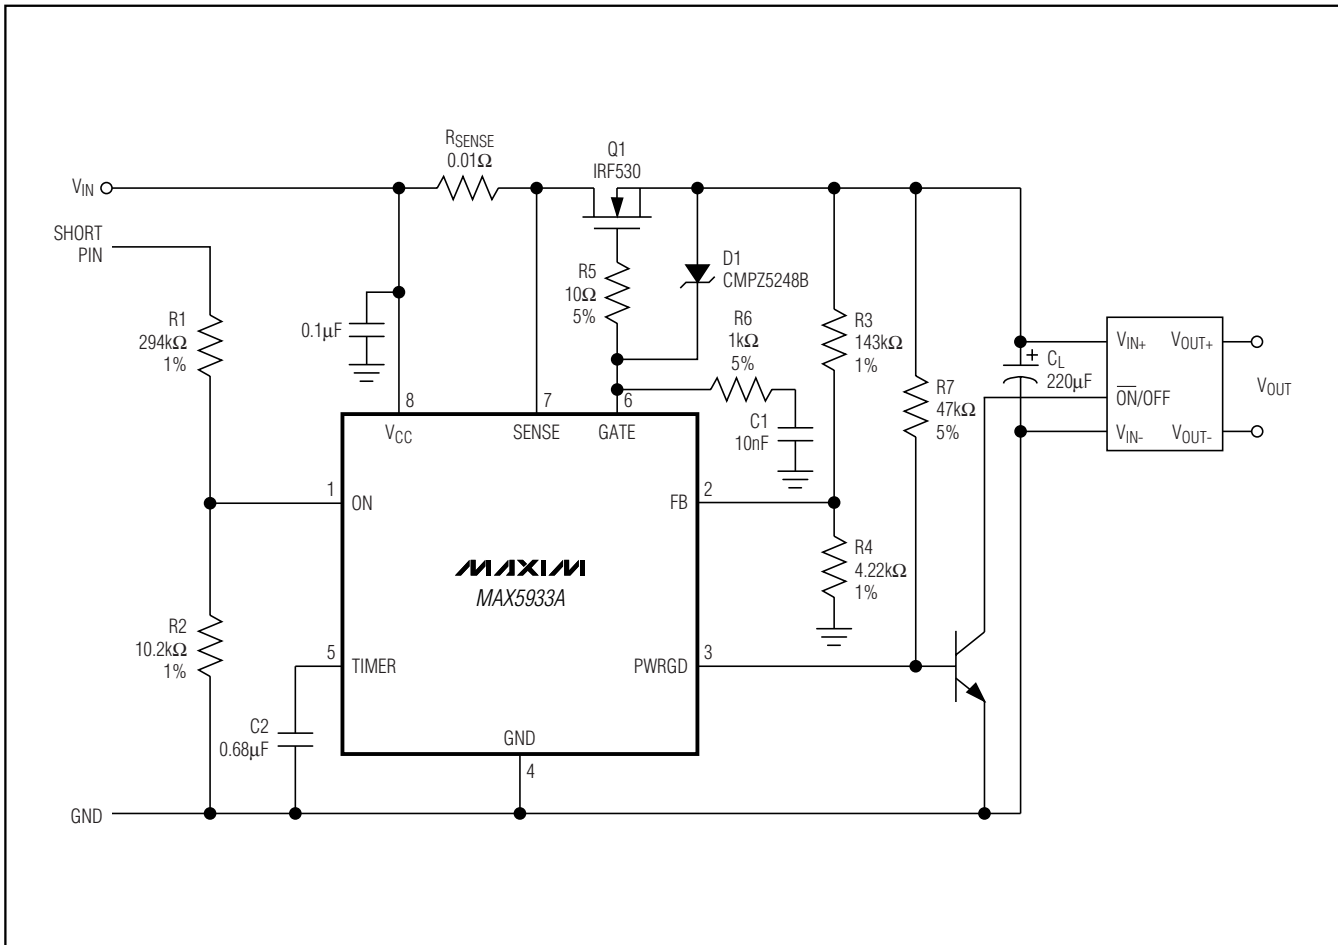 RSENSE
0.01Ω
Q1
IRF530
VIN
SHORT
PIN
R1
294kΩ
1%
0.1µF
R5
10Ω
5%
D1
CMPZ5248B
R6
1kΩ
5%
R3
143kΩ
1%
C1
10nF
R7
47kΩ
5%
CL
220µF
+
VIN+
VOUT+
ON/OFF
VIN-
VOUT-
VOUT
8
7
6
VCC
SENSE
GATE
1
ON
2
FB
MAXIM
MAX5933A
R4
4.22kΩ
1%
R2
10.2kΩ
1%
5
TIMER
3
PWRGD
C2
0.68µF
GND
4
GND